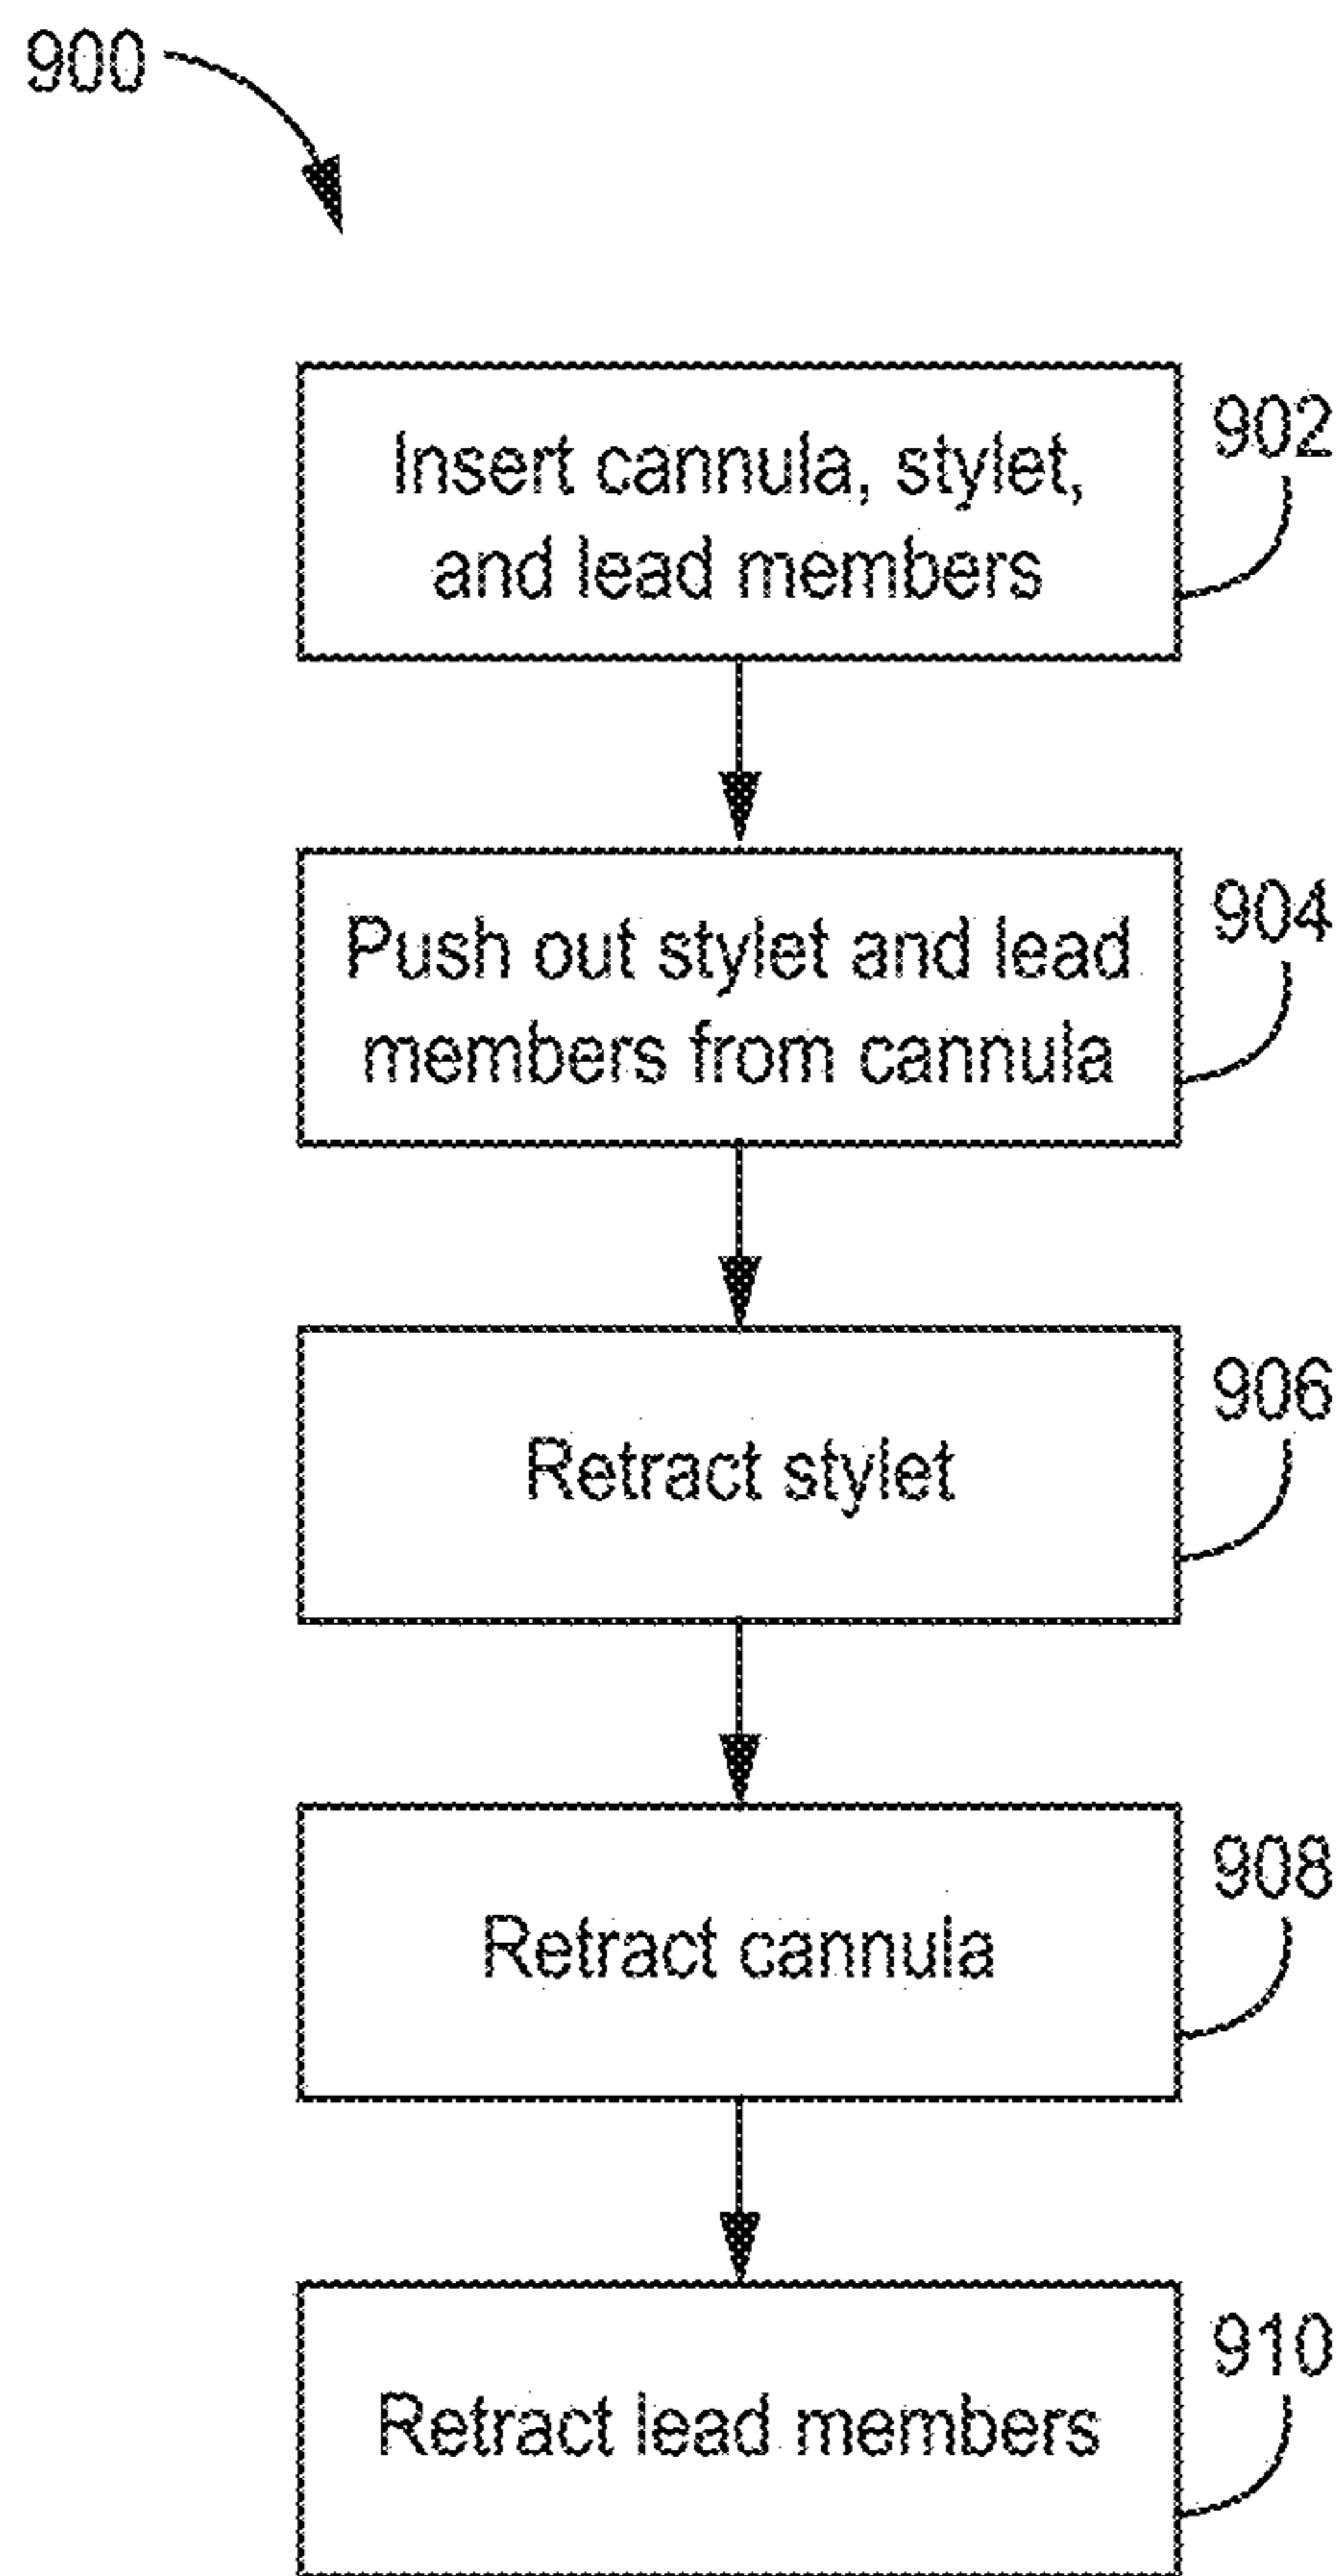 900
Insert cannula, stylet,
and lead members
902
Push out stylet and lead
members from cannula
904
Retract stylet
906
Retract cannula
908
Retract lead members
910